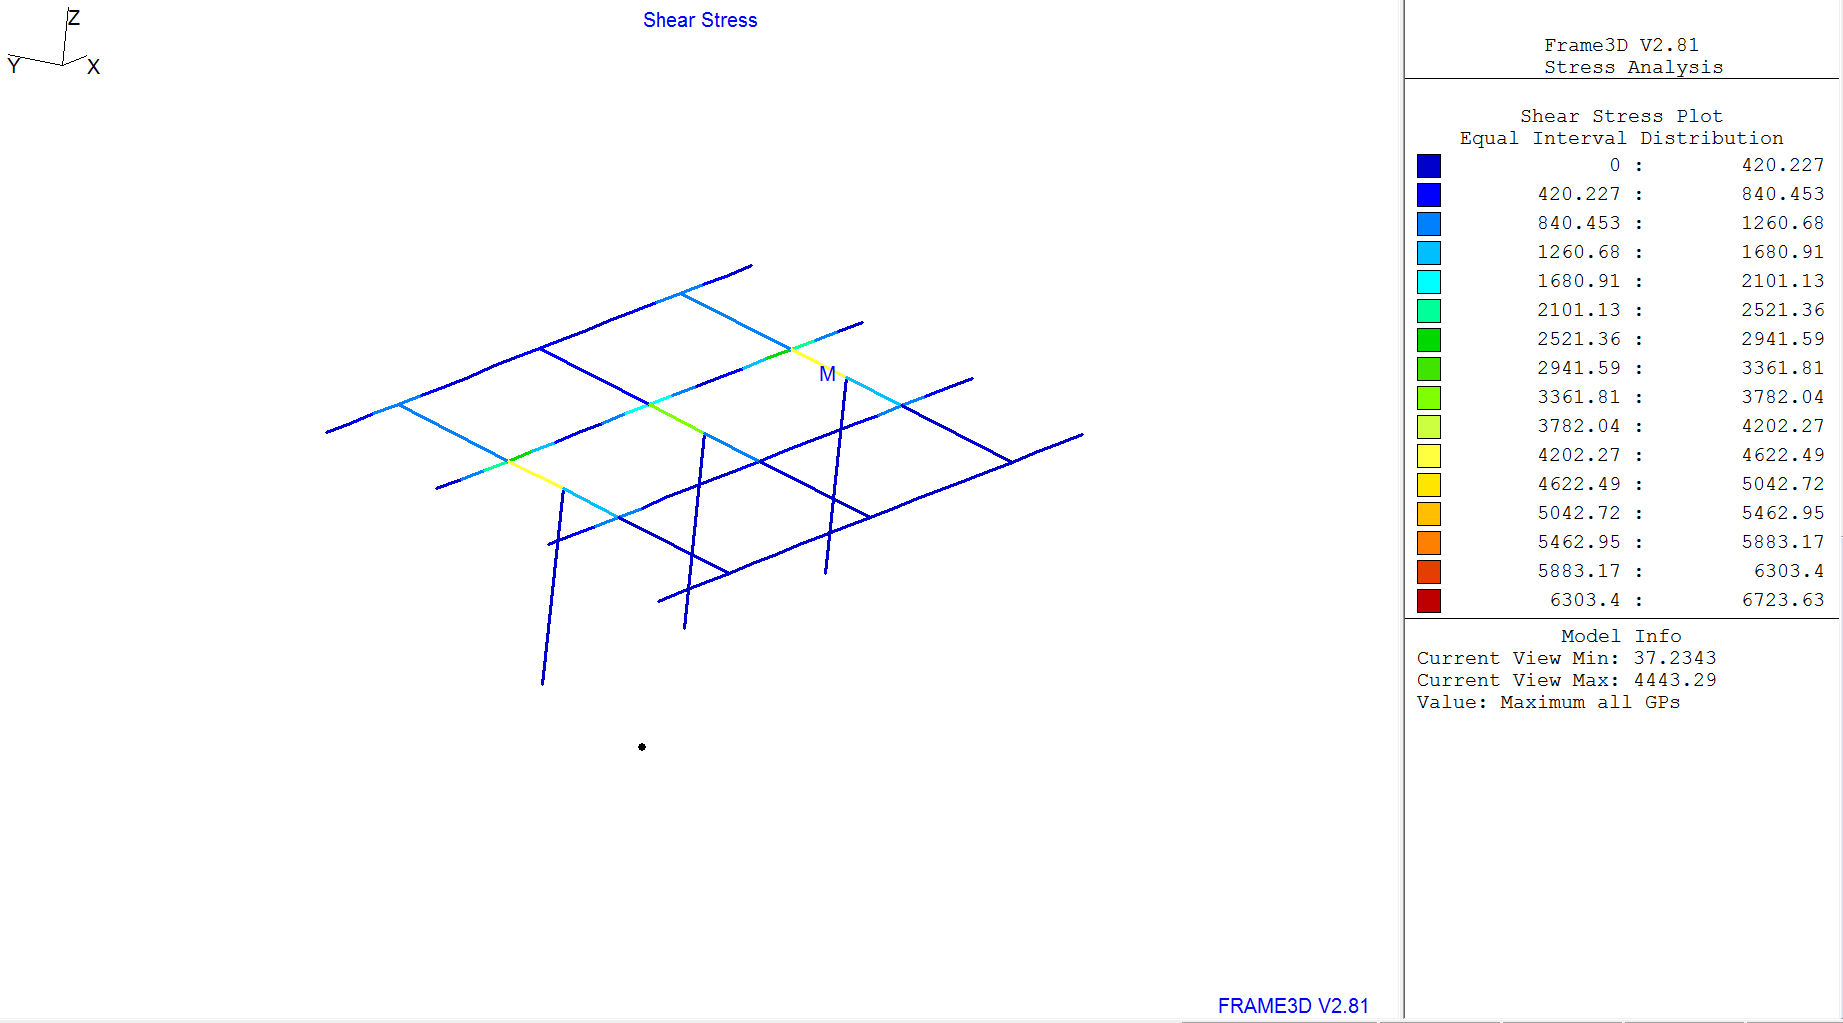 Z
Y
X
Shear Stress
M
FRAME3D V2.81
Frame3D V2.81
Stress Analysis
Shear Stress Plot
Equal Interval Distribution
0 : 420.227
420.227 : 840.453
840.453 : 1260.68
1260.68 : 1680.91
1680.91 : 2101.13
2101.13 : 2521.36
2521.36 : 2941.59
2941.59 : 3361.81
3361.81 : 3782.04
3782.04 : 4202.27
4202.27 : 4622.49
4622.49 : 5042.72
5042.72 : 5462.95
5462.95 : 5883.17
5883.17 : 6303.4
6303.4 : 6723.63
Model Info
Current View Min: 37.2343
Current View Max: 4443.29
Value: Maximum all GPs